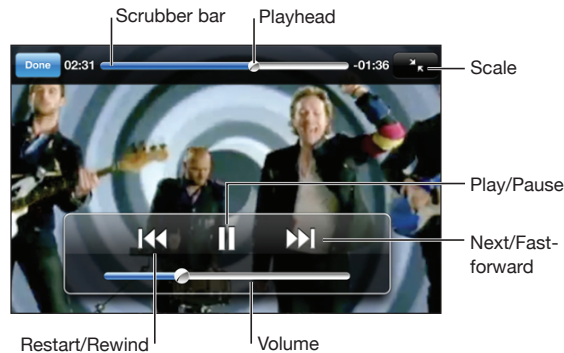 Scrubber bar
Playhead
Done 02:31 -01:36
Scale
Play/Pause
Next/Fast-
forward
Restart/Rewind
Volume